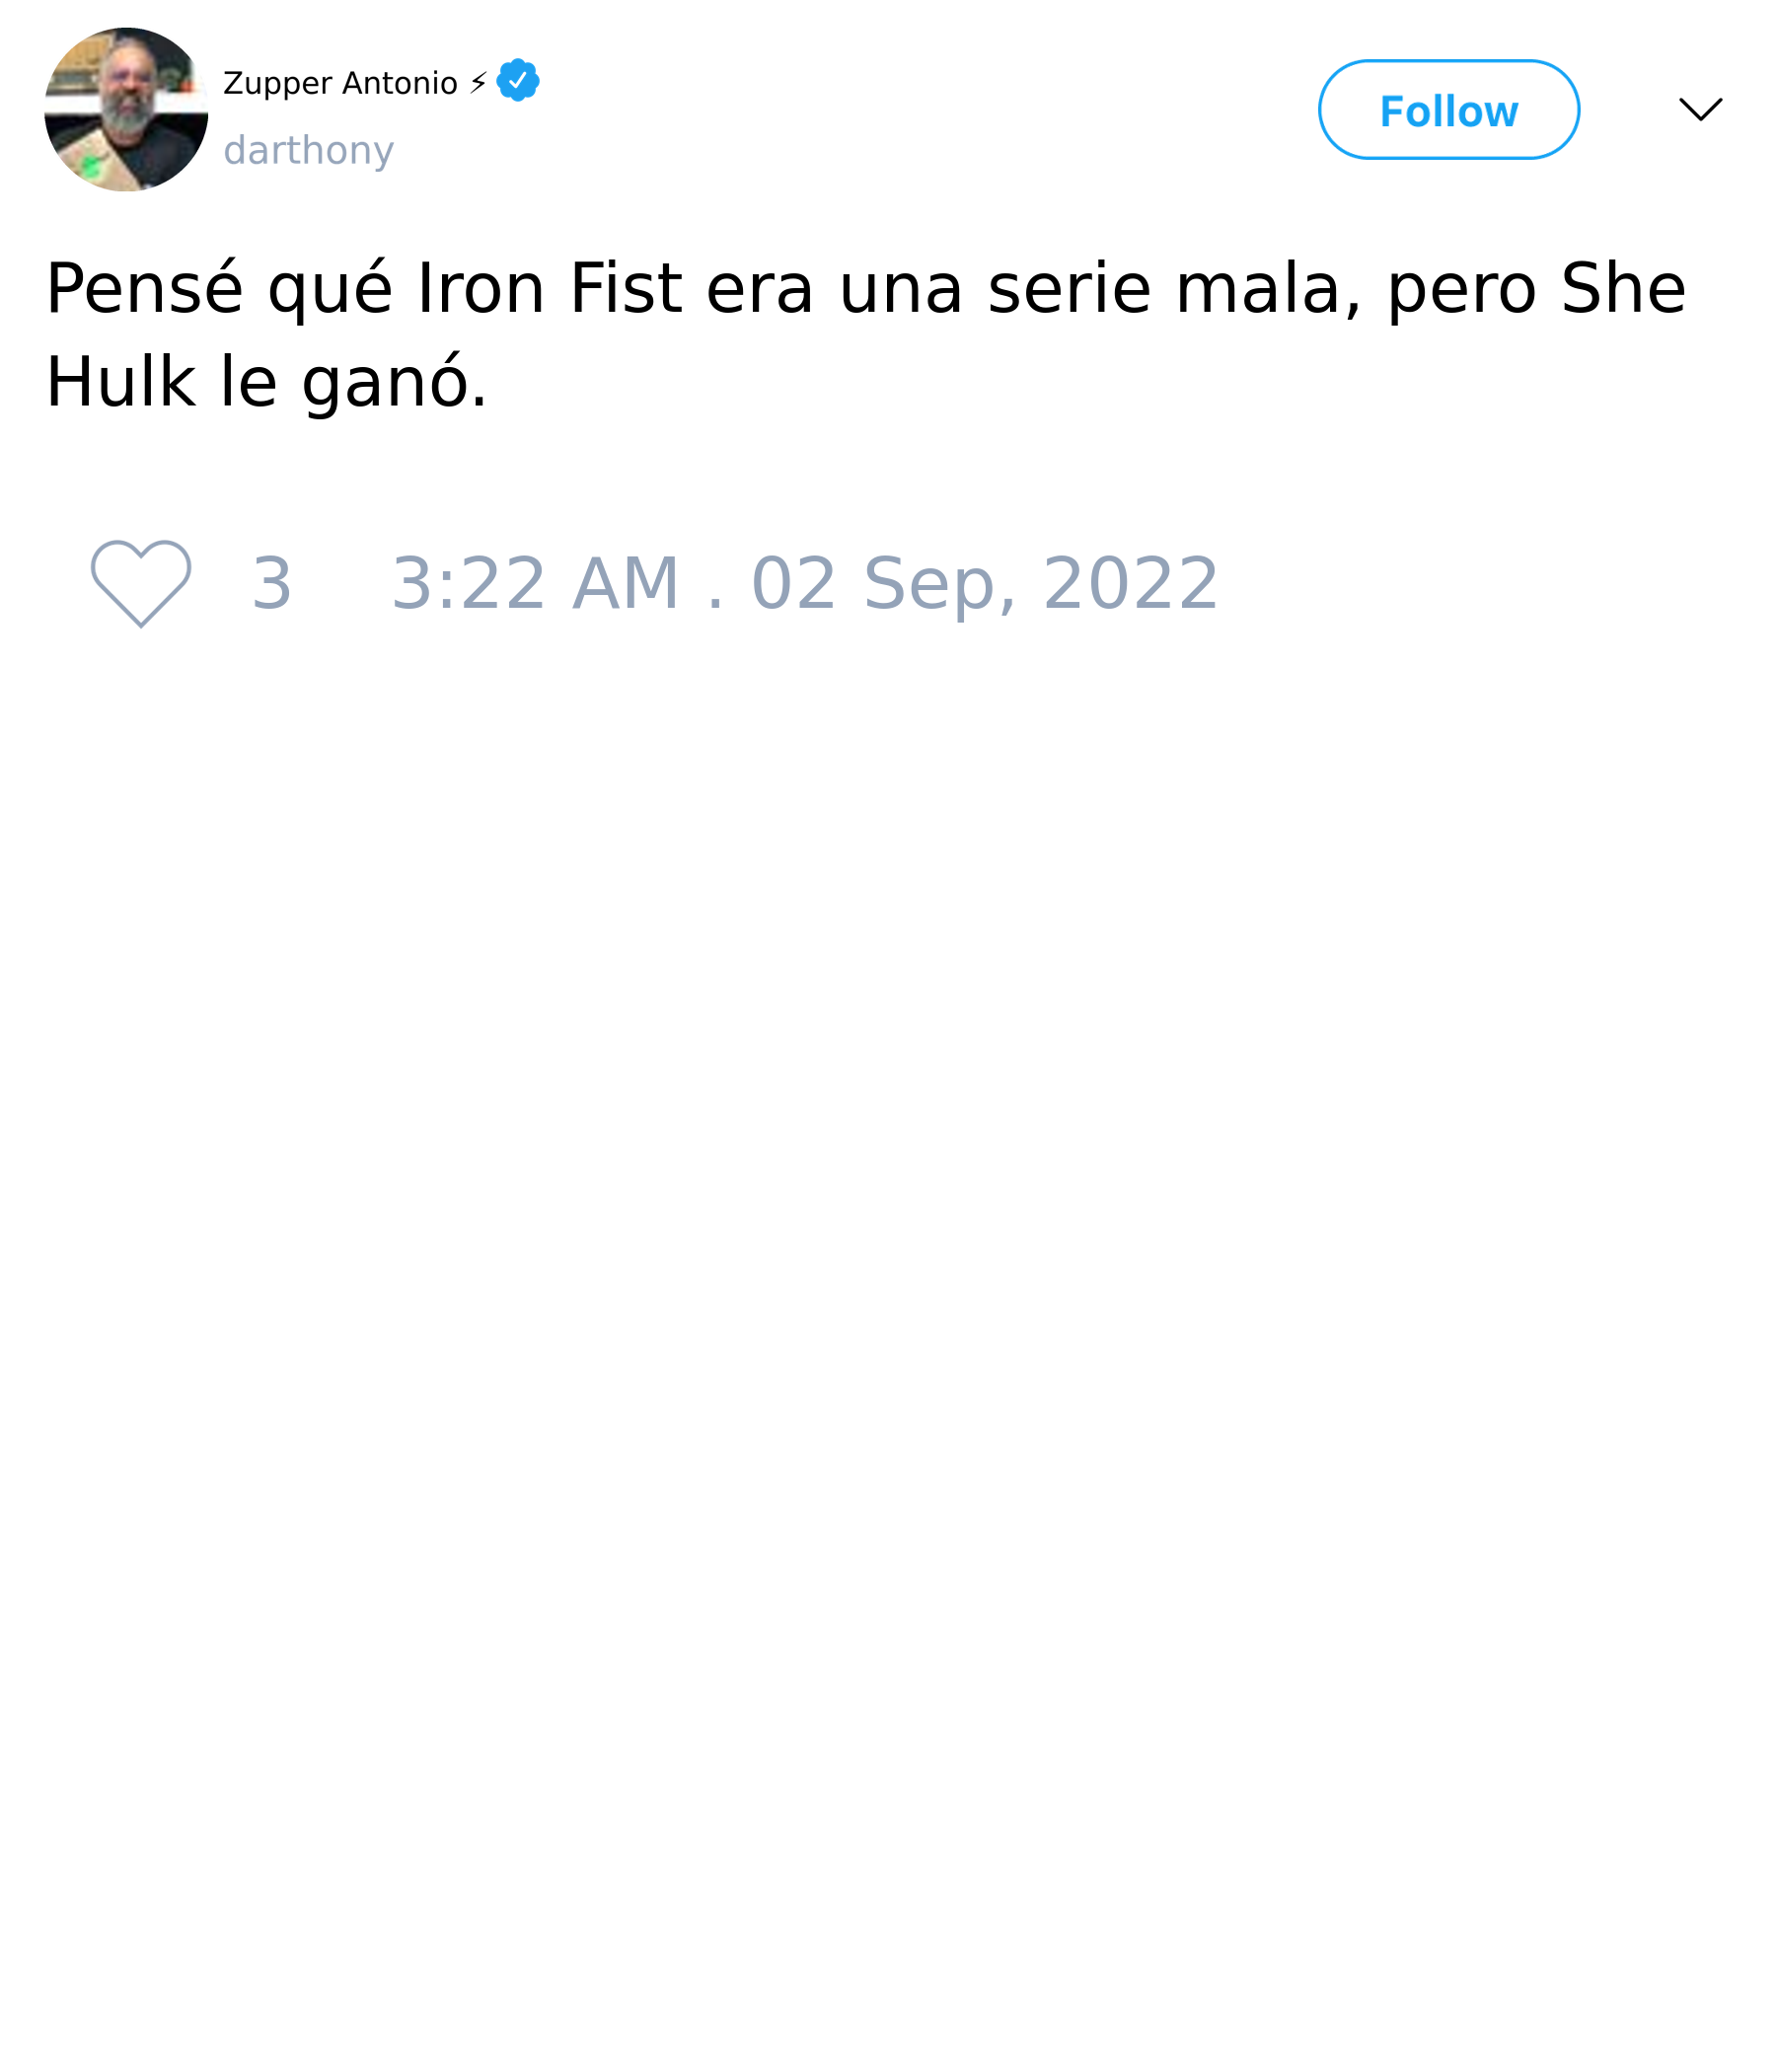 Zupper Antonio ⚡
darthony
Follow
Pensé qué Iron Fist era una serie mala, pero She
Hulk le ganó.
3 3:22 AM . 02 Sep, 2022